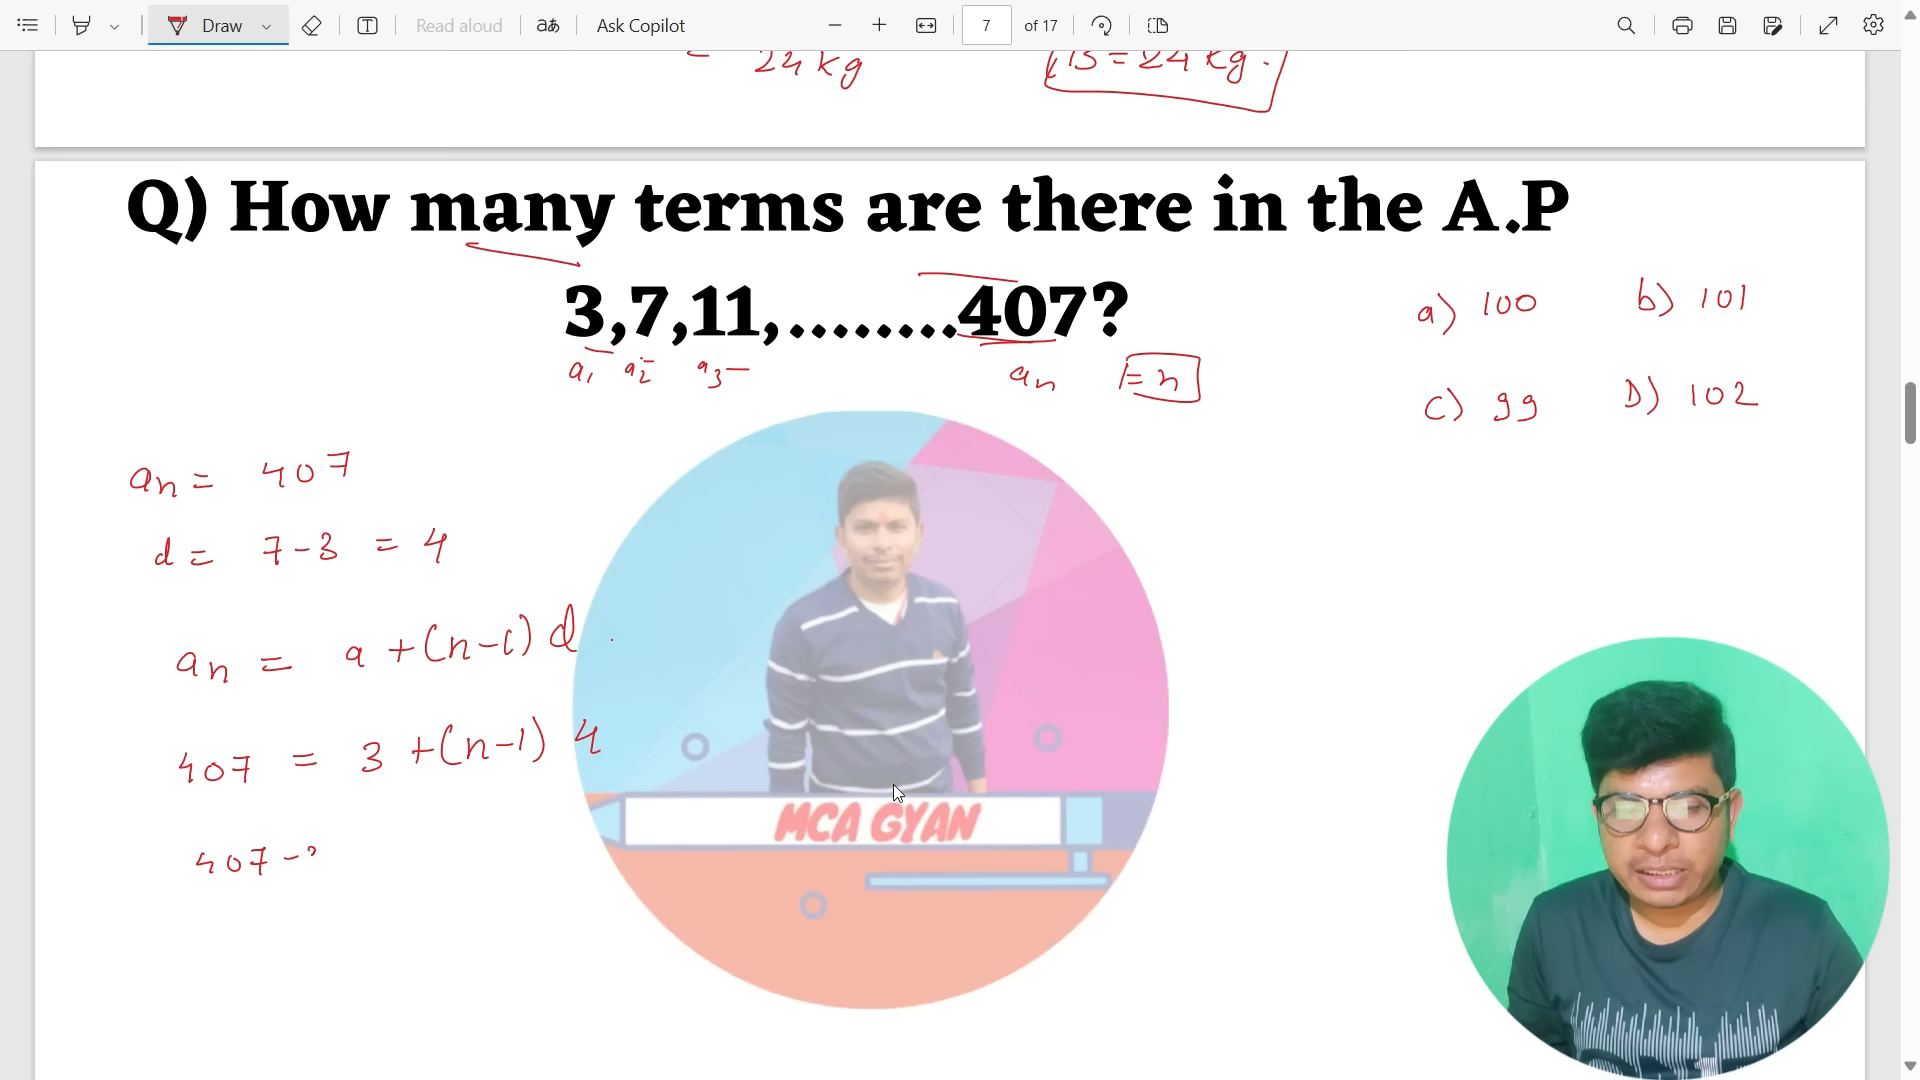 Draw
Read aloud
aあ
Ask Copilot
7 of 17
24 kg
= 24 kg.
Q) How many terms are there in the A.P
3,7,11,........407?
a1 a2 a3 an = n
a) 100 b) 101
C) 99 D) 102
an = 407
d = 7-3 = 4
an = a + (n-1) d
407 = 3 + (n-1) 4
407 -
MCA GYAN